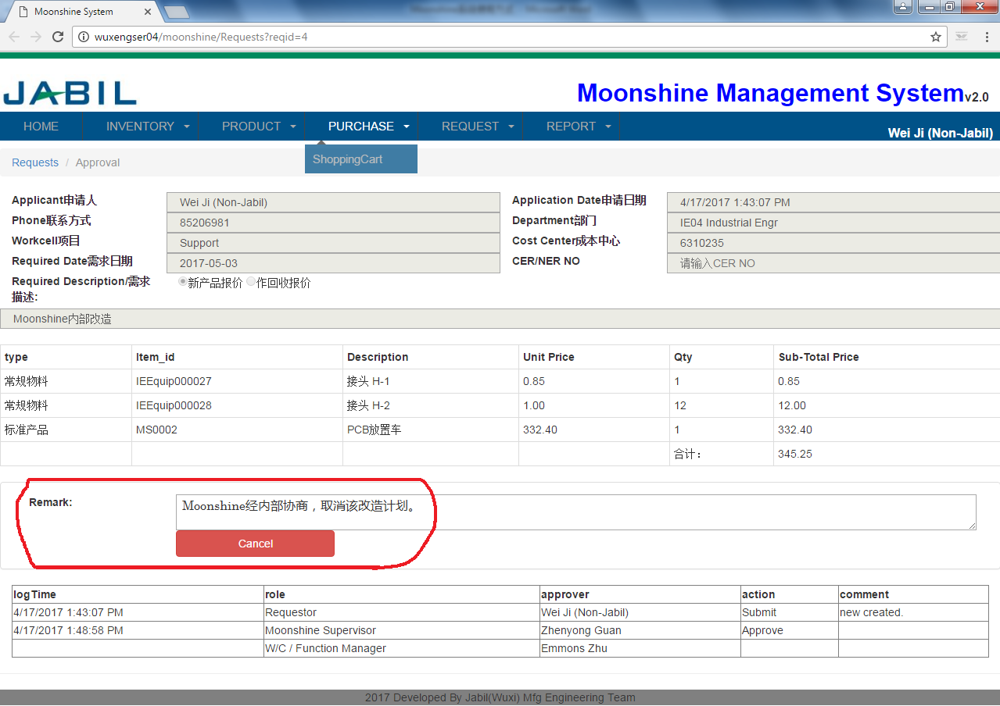 Moonshine System
wuxengser04/moonshine/Requests?reqid=4
JABIL
Moonshine Management Systemv2.0
HOME INVENTORY PRODUCT PURCHASE REQUEST REPORT
Wei Ji (Non-Jabil)
ShoppingCart
Requests / Approval
Applicant申请人 Wei Ji (Non-Jabil) Application Date申请日期 4/17/2017 1:43:07 PM
Phone联系方式 85206981 Department部门 IE04 Industrial Engr
Workcell项目 Support Cost Center成本中心 6310235
Required Date需求日期 2017-05-03 CER/NER NO 请输入CER NO
Required Description/需求 新产品报价 作回收报价
描述:
Moonshine内部改造
type Item_id Description Unit Price Qty Sub-Total Price
常规物料 IEEquip000027 接头 H-1 0.85 1 0.85
常规物料 IEEquip000028 接头 H-2 1.00 12 12.00
标准产品 MS0002 PCB放置车 332.40 1 332.40
合计： 345.25
Remark: Moonshine经内部协商，取消该改造计划。
Cancel
logTime role approver action comment
4/17/2017 1:43:07 PM Requestor Wei Ji (Non-Jabil) Submit new created.
4/17/2017 1:48:58 PM Moonshine Supervisor Zhenyong Guan Approve
W/C / Function Manager Emmons Zhu
2017 Developed By Jabil(Wuxi) Mfg Engineering Team